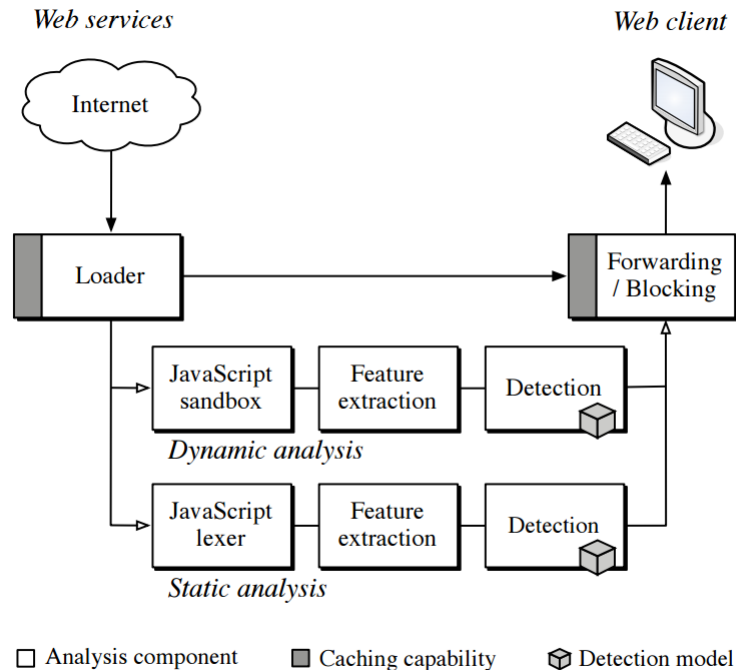 Web services
Web client
Internet
Loader
Forwarding
/ Blocking
JavaScript
sandbox
Feature
extraction
Detection
Dynamic analysis
JavaScript
lexer
Feature
extraction
Detection
Static analysis
Analysis component
Caching capability
Detection model